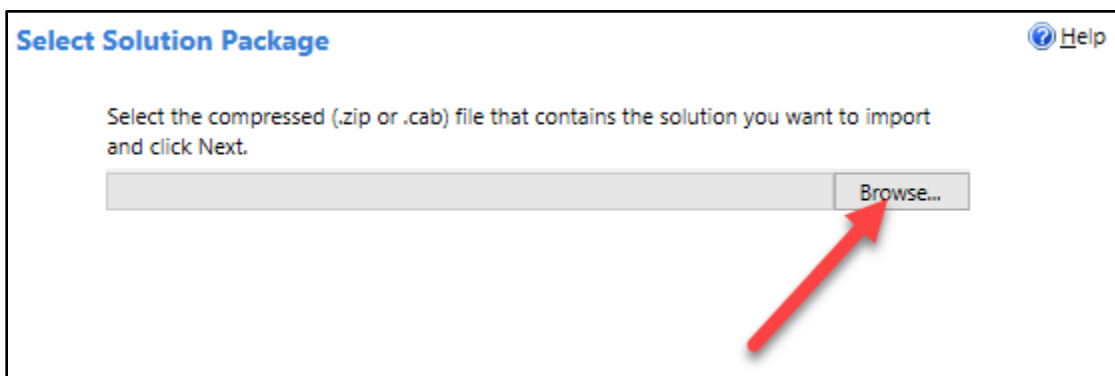 Select Solution Package
Help
Select the compressed (.zip or .cab) file that contains the solution you want to import
and click Next.
Browse...